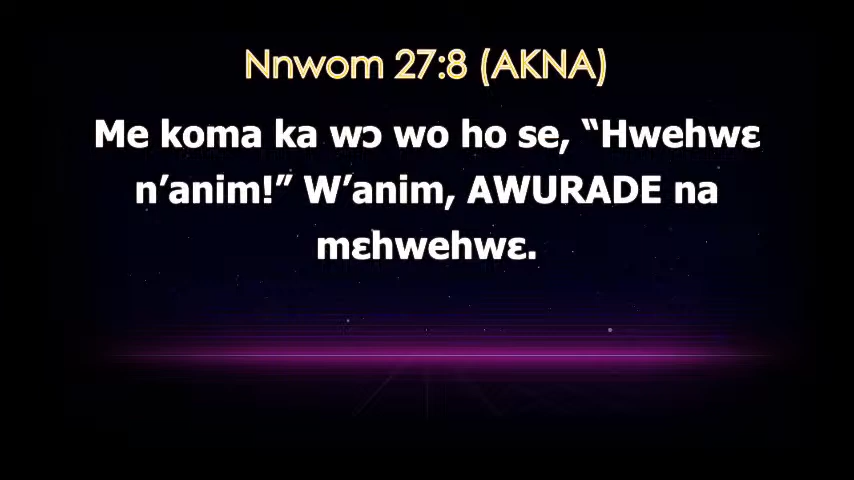 Nnwom 27:8 (AKNA)
Me koma ka wɔ wo ho se, “Hwehwɛ
n’anim!” W’anim, AWURADE na
mɛhwehwɛ.